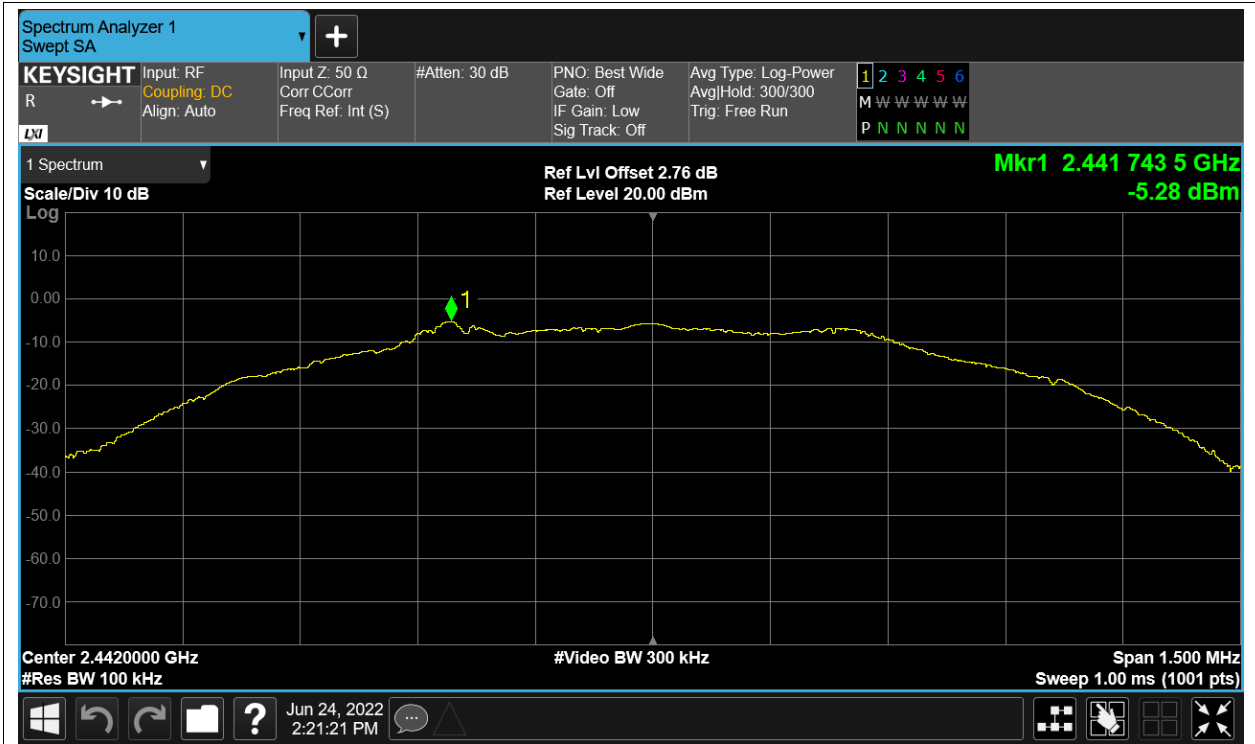 Spectrum Analyzer 1
Swept SA
+
KEYSIGHT
R
LXI
Input: RF
Coupling: DC
Align: Auto
Input Z: 50 Ω
Corr CCorr
Freq Ref: Int (S)
#Atten: 30 dB
PNO: Best Wide
Gate: Off
IF Gain: Low
Sig Track: Off
Avg Type: Log-Power
Avg|Hold: 300/300
Trig: Free Run
1 2 3 4 5 6
M W W W W W
P N N N N N
1 Spectrum
Scale/Div 10 dB
Log
Ref Lvl Offset 2.76 dB
Ref Level 20.00 dBm
Mkr1 2.441 743 5 GHz
-5.28 dBm
10.0
0.00
-10.0
-20.0
-30.0
-40.0
-50.0
-60.0
-70.0
1
Center 2.4420000 GHz
#Res BW 100 kHz
#Video BW 300 kHz
Span 1.500 MHz
Sweep 1.00 ms (1001 pts)
?
Jun 24, 2022
2:21:21 PM